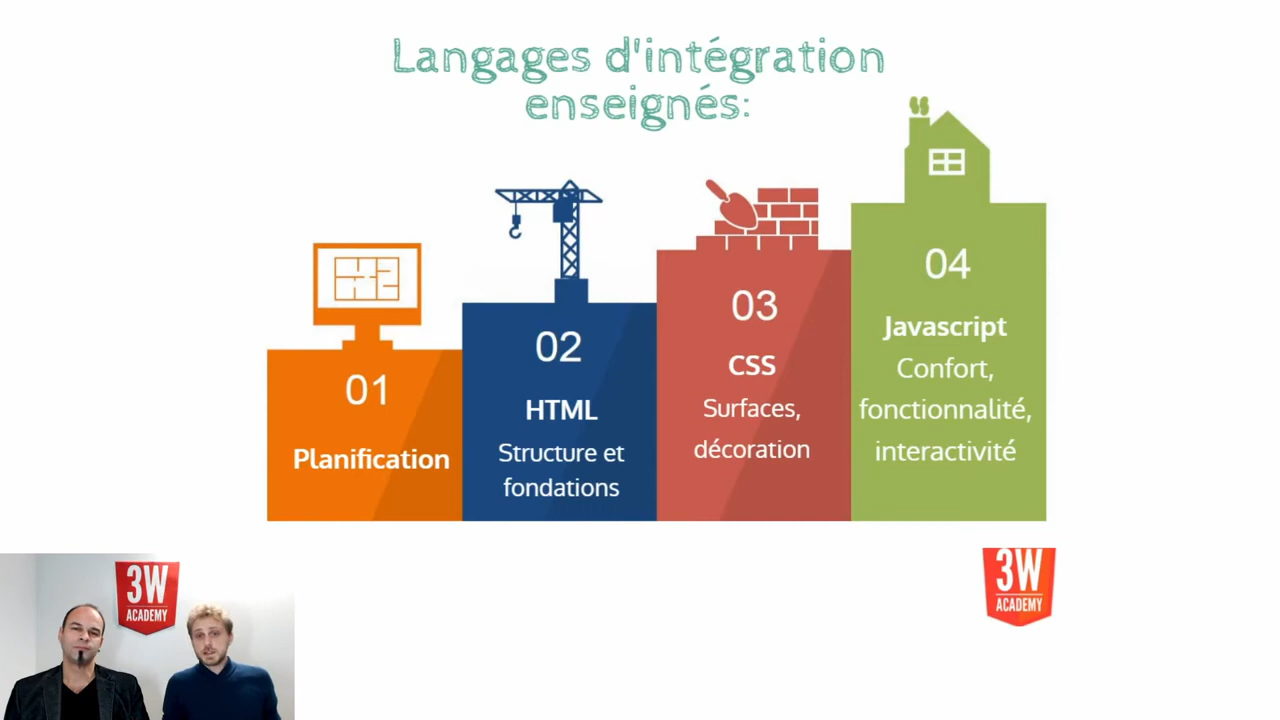 Langages d'intégration
enseignés:
01
Planification
02
HTML
Structure et
fondations
03
CSS
Surfaces,
décoration
04
Javascript
Confort,
fonctionnalité,
interactivité
3W
ACADEMY
3W
ACADEMY